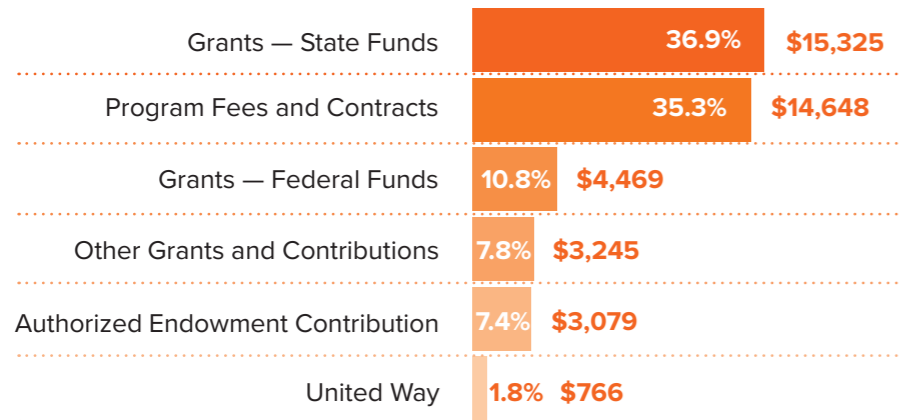 Grants — State Funds 36.9% $15,325
Program Fees and Contracts 35.3% $14,648
Grants — Federal Funds 10.8% $4,469
Other Grants and Contributions 7.8% $3,245
Authorized Endowment Contribution 7.4% $3,079
United Way 1.8% $766